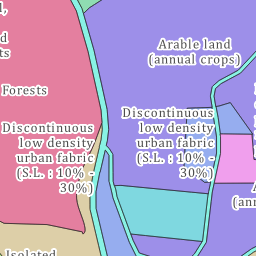 Arable land
(annual crops)
Forests
Discontinuous
low density
urban fabric
(S.L. : 10% -
30%)
Discontinuous
low density
urban fabric
(S.L. : 10% -
30%)
Isolated